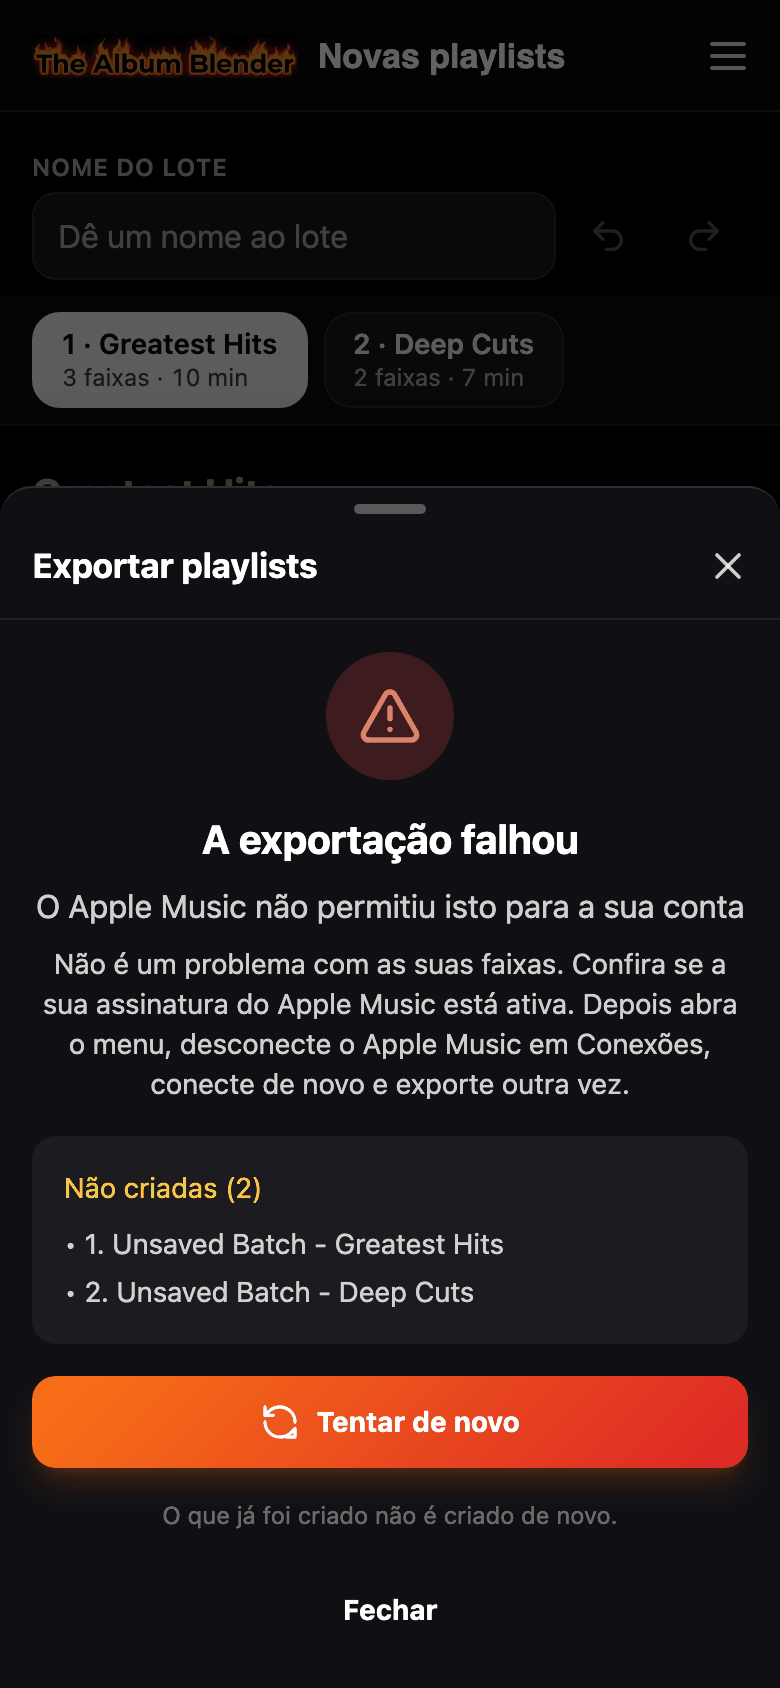 The Album Blender
Novas playlists
NOME DO LOTE
Dê um nome ao lote
1 · Greatest Hits
3 faixas · 10 min
2 · Deep Cuts
2 faixas · 7 min
Exportar playlists
A exportação falhou
O Apple Music não permitiu isto para a sua conta
Não é um problema com as suas faixas. Confira se a
sua assinatura do Apple Music está ativa. Depois abra
o menu, desconecte o Apple Music em Conexões,
conecte de novo e exporte outra vez.
Não criadas (2)
• 1. Unsaved Batch - Greatest Hits
• 2. Unsaved Batch - Deep Cuts
Tentar de novo
O que já foi criado não é criado de novo.
Fechar